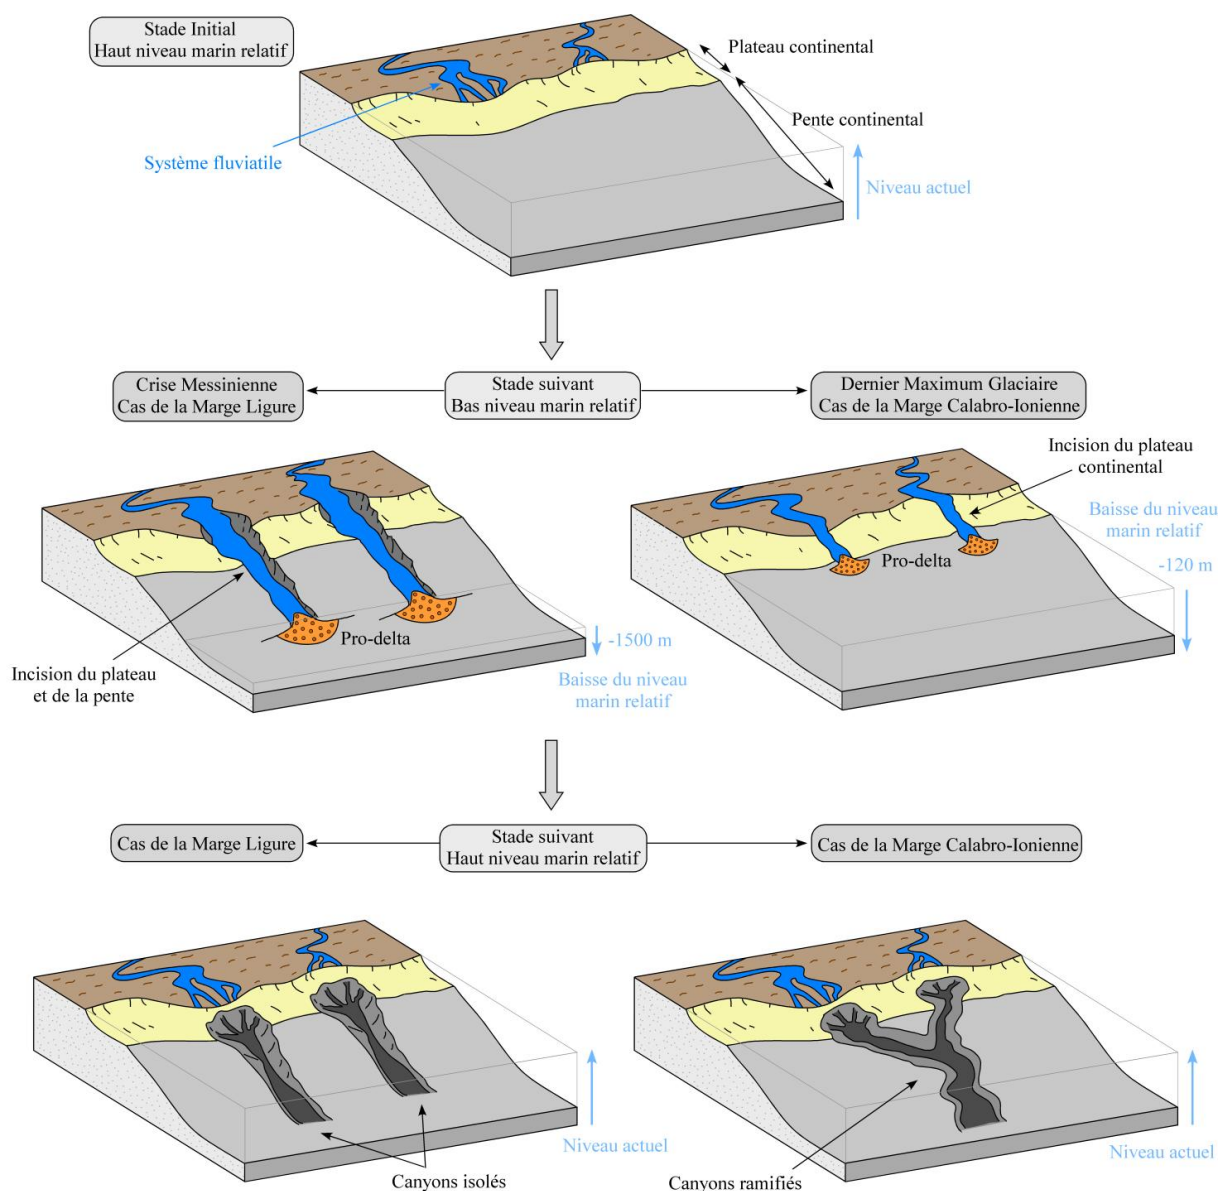 Stade Initial
Haut niveau marin relatif
Plateau continental
Pente continental
Système fluviatile
Niveau actuel
Crise Messinienne
Cas de la Marge Ligure
Stade suivant
Bas niveau marin relatif
Dernier Maximum Glaciaire
Cas de la Marge Calabro-Ionienne
Incision du plateau
continental
Baisse du niveau
marin relatif
-120 m
Pro-delta
Pro-delta
-1500 m
Incision du plateau
et de la pente
Baisse du niveau
marin relatif
Cas de la Marge Ligure
Stade suivant
Haut niveau marin relatif
Cas de la Marge Calabro-Ionienne
Niveau actuel
Niveau actuel
Canyons isolés
Canyons ramifiés